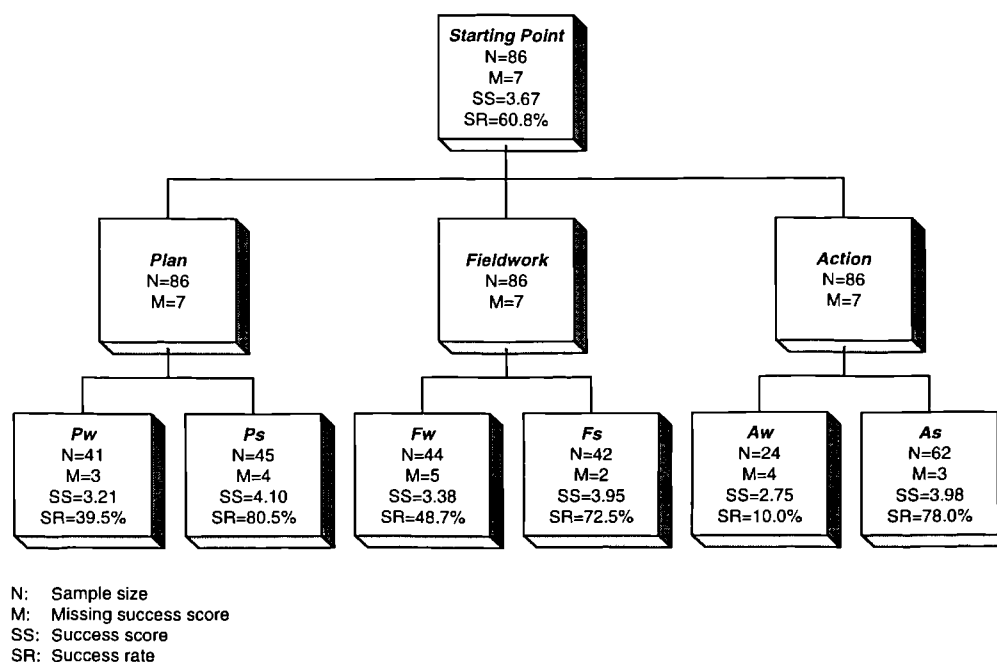 Starting Point
N=86
M=7
SS=3.67
SR=60.8%
Plan
N=86
M=7
Fieldwork
N=86
M=7
Action
N=86
M=7
Pw
N=41
M=3
SS=3.21
SR=39.5%
Ps
N=45
M=4
SS=4.10
SR=80.5%
Fw
N=44
M=5
SS=3.38
SR=48.7%
Fs
N=42
M=2
SS=3.95
SR=72.5%
Aw
N=24
M=4
SS=2.75
SR=10.0%
As
N=62
M=3
SS=3.98
SR=78.0%
N: Sample size
M: Missing success score
SS: Success score
SR: Success rate